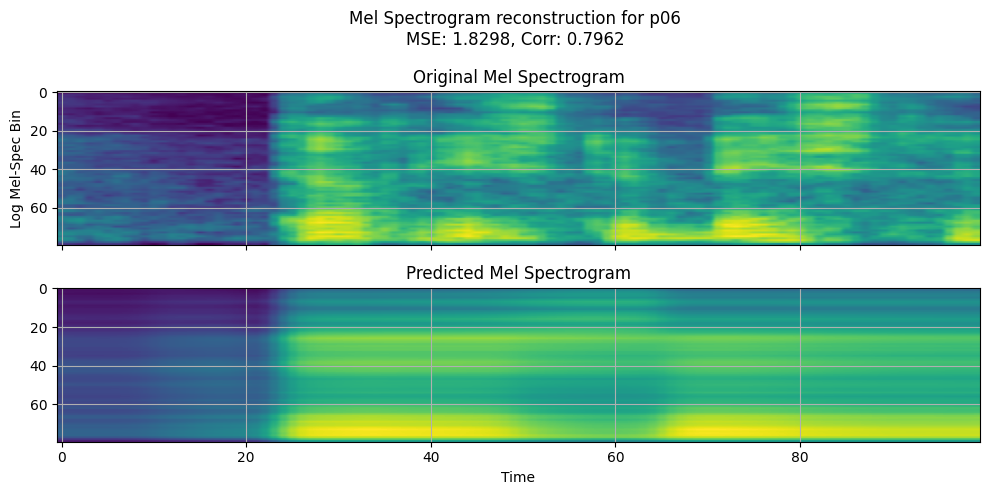 Mel Spectrogram reconstruction for p06
MSE: 1.8298, Corr: 0.7962
Original Mel Spectrogram
0
20
40
60
Log Mel-Spec Bin
Predicted Mel Spectrogram
0
20
40
60
0 20 40 60 80
Time